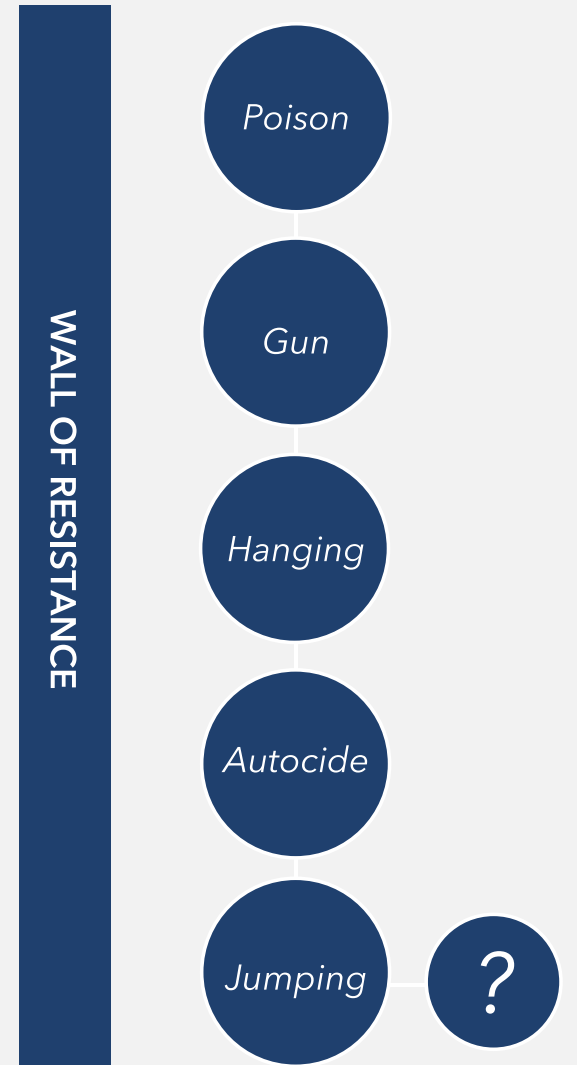 WALL OF RESISTANCE
Poison
Gun
Hanging
Autocide
Jumping
?